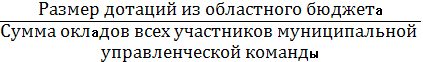 Размер дотаций из областного бюджета
Сумма окладов всех участников муниципальной
управленческой команды